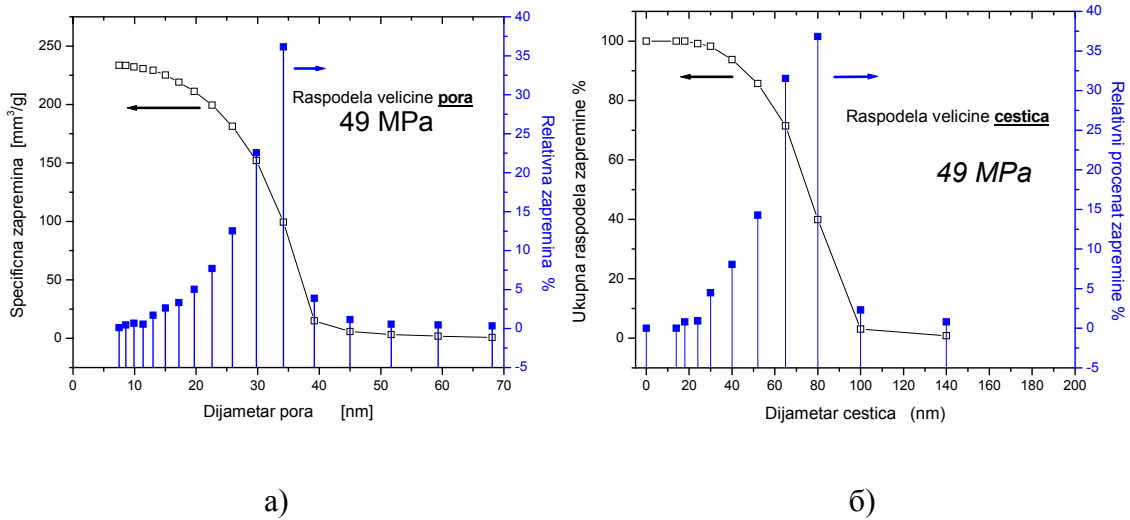 250
200
150
100
50
0
Specificna zapremina [mm³/g]
40
35
30
25
20
15
10
5
0
-5
Relativna zapremina %
Raspodela velicine pora
49 MPa
0 10 20 30 40 50 60 70
Dijametar pora [nm]
a)
100
80
60
40
20
0
Ukupna raspodela zapremine %
40
35
30
25
20
15
10
5
0
-5
Relativni procenat zapremine %
Raspodela velicine cestica
49 MPa
0 20 40 60 80 100 120 140 160 180 200
Dijametar cestica (nm)
б)